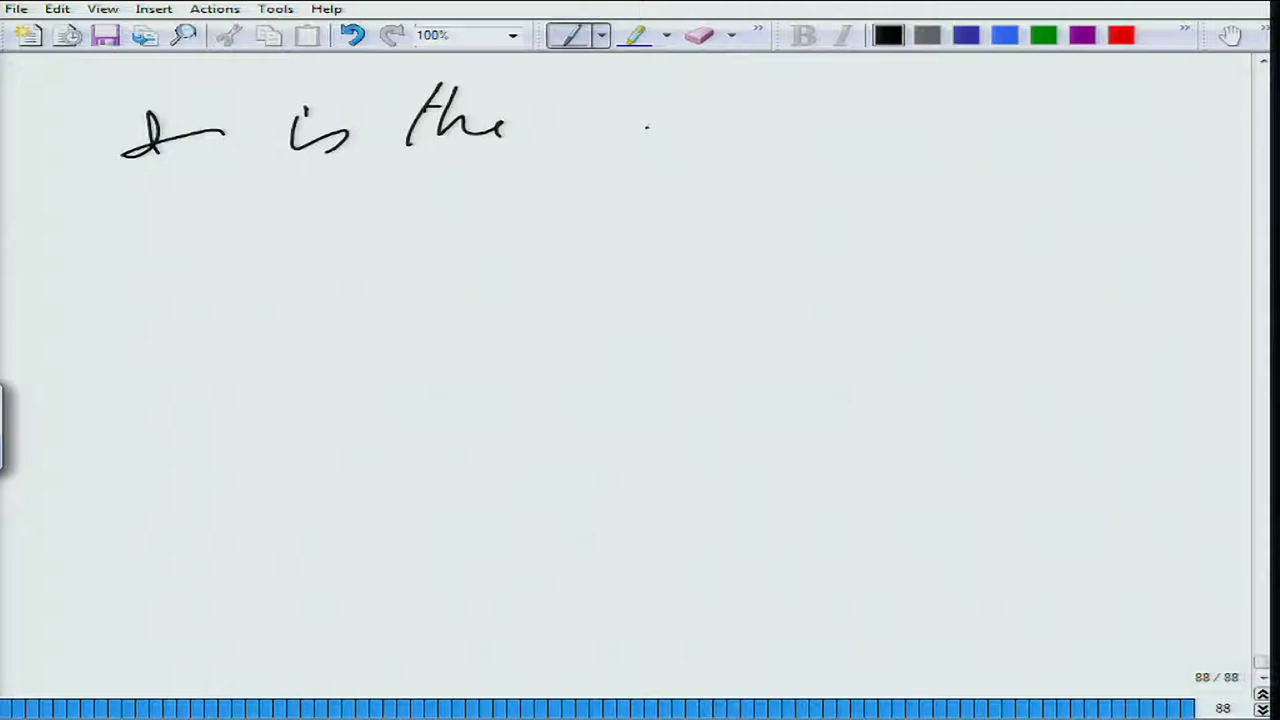 File Edit View Insert Actions Tools Help
100%
is the
88 / 88
88